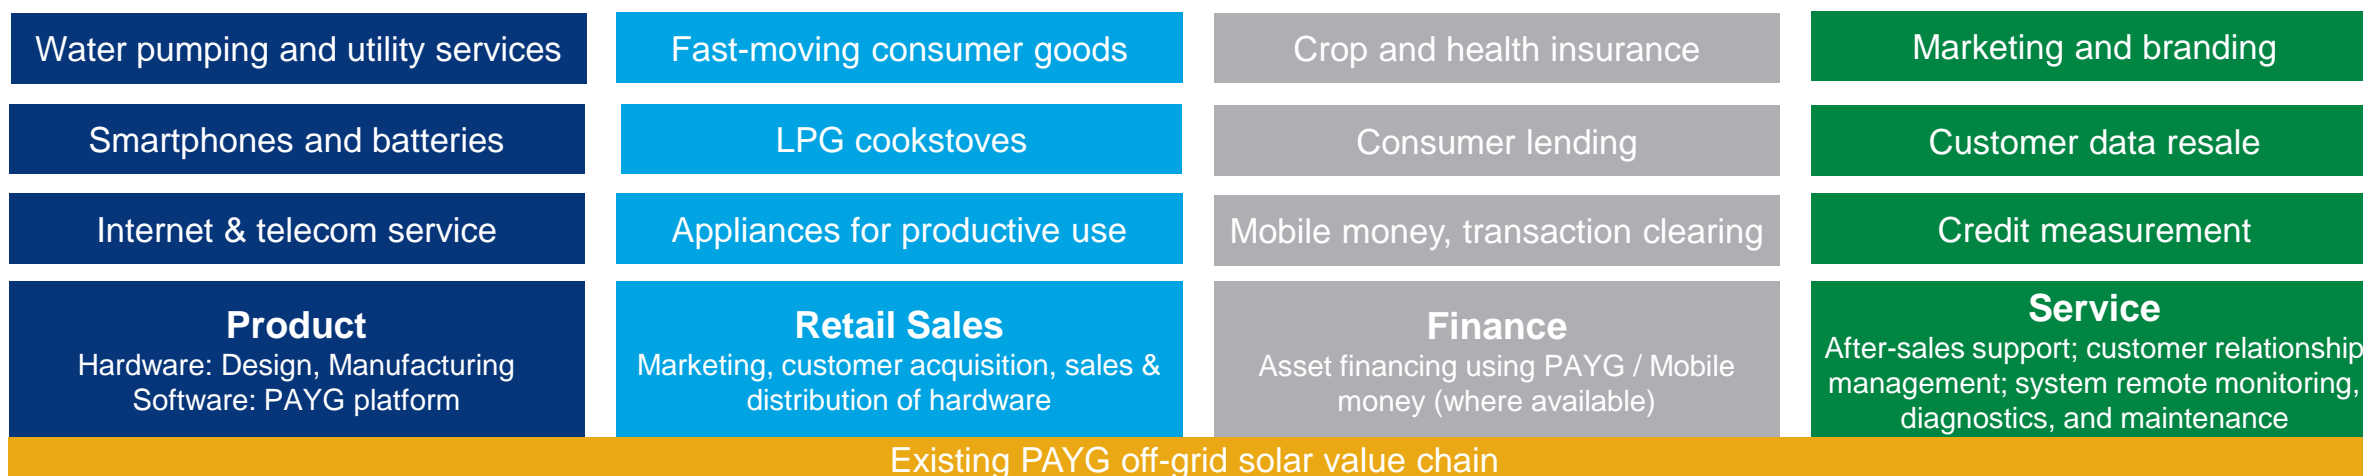 Water pumping and utility services
Fast-moving consumer goods
Crop and health insurance
Marketing and branding
Smartphones and batteries
LPG cookstoves
Consumer lending
Customer data resale
Internet & telecom service
Appliances for productive use
Mobile money, transaction clearing
Credit measurement
Product
Hardware: Design, Manufacturing
Software: PAYG platform
Retail Sales
Marketing, customer acquisition, sales &
distribution of hardware
Finance
Asset financing using PAYG / Mobile
money (where available)
Service
After-sales support; customer relationship
management; system remote monitoring,
diagnostics, and maintenance
Existing PAYG off-grid solar value chain